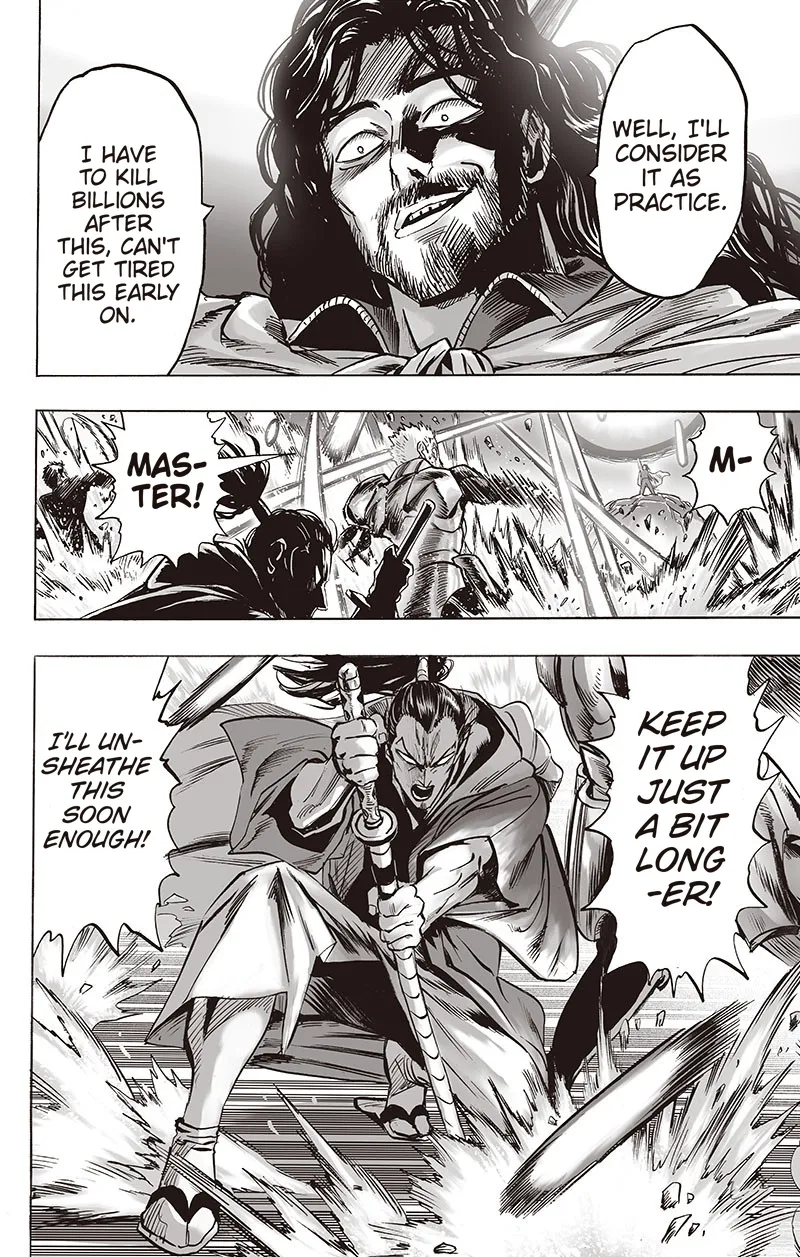 WELL, I'LL
CONSIDER
IT AS
PRACTICE.
I HAVE
TO KILL
BILLIONS
AFTER
THIS, CAN'T
GET TIRED
THIS EARLY
ON.
M-
MAS-
TER!
KEEP
IT UP
JUST
A BIT
LONG
-ER!
I'LL UN-
SHEATHE
THIS
SOON
ENOUGH!